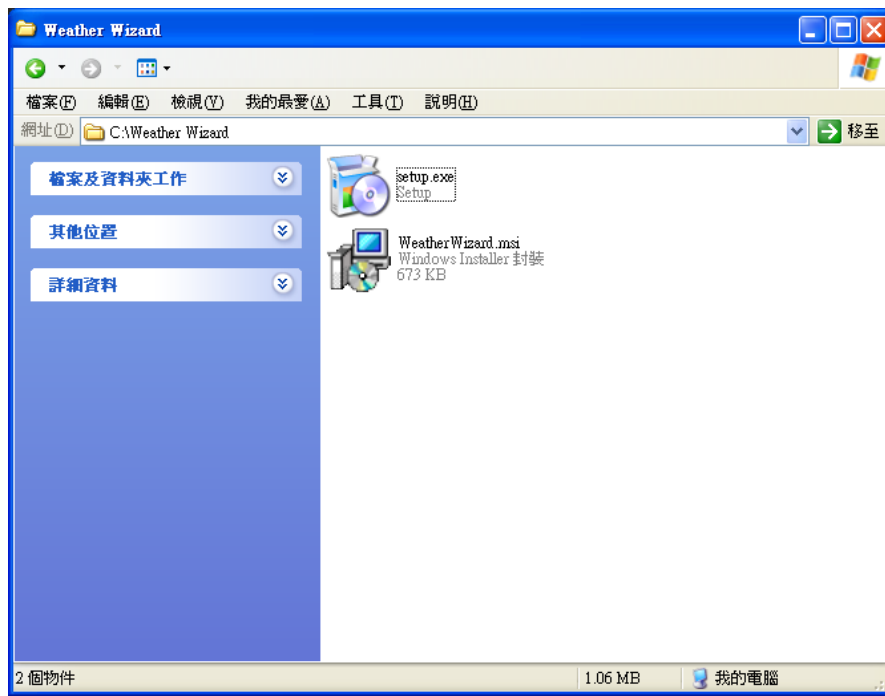 Weather Wizard
檔案(F) 編輯(E) 檢視(V) 我的最愛(A) 工具(T) 說明(H)
網址(D) C:\Weather Wizard 移至
檔案及資料夾工作
其他位置
詳細資料
setup.exe
Setup
WeatherWizard.msi
Windows Installer 封裝
673 KB
2 個物件 1.06 MB 我的電腦